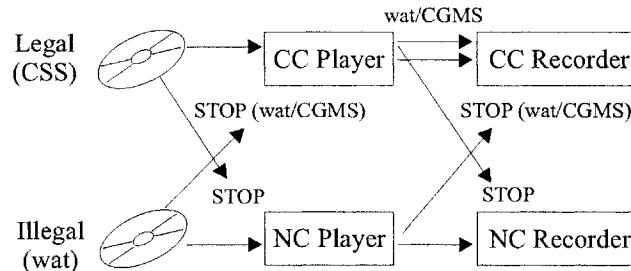 wat/CGMS
Legal
(CSS)
CC Player
CC Recorder
STOP (wat/CGMS)
STOP (wat/CGMS)
STOP
STOP
Illegal
(wat)
NC Player
NC Recorder